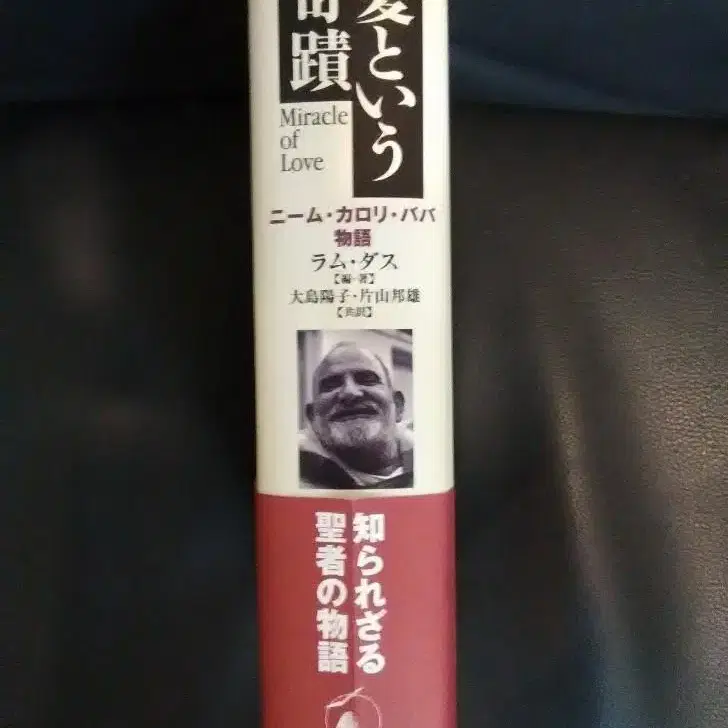 愛という
奇蹟
Miracle
of
Love
ニーム・カロリ・ババ
物語
ラム・ダス
【編-著】
大島陽子・片山邦雄
【共訳】
知られざる
聖者の物語